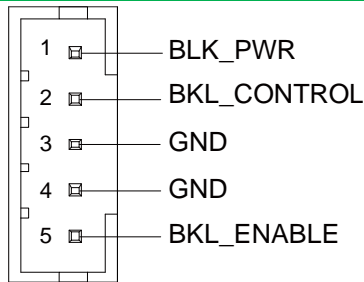 1 BLK_PWR
2 BKL_CONTROL
3 GND
4 GND
5 BKL_ENABLE